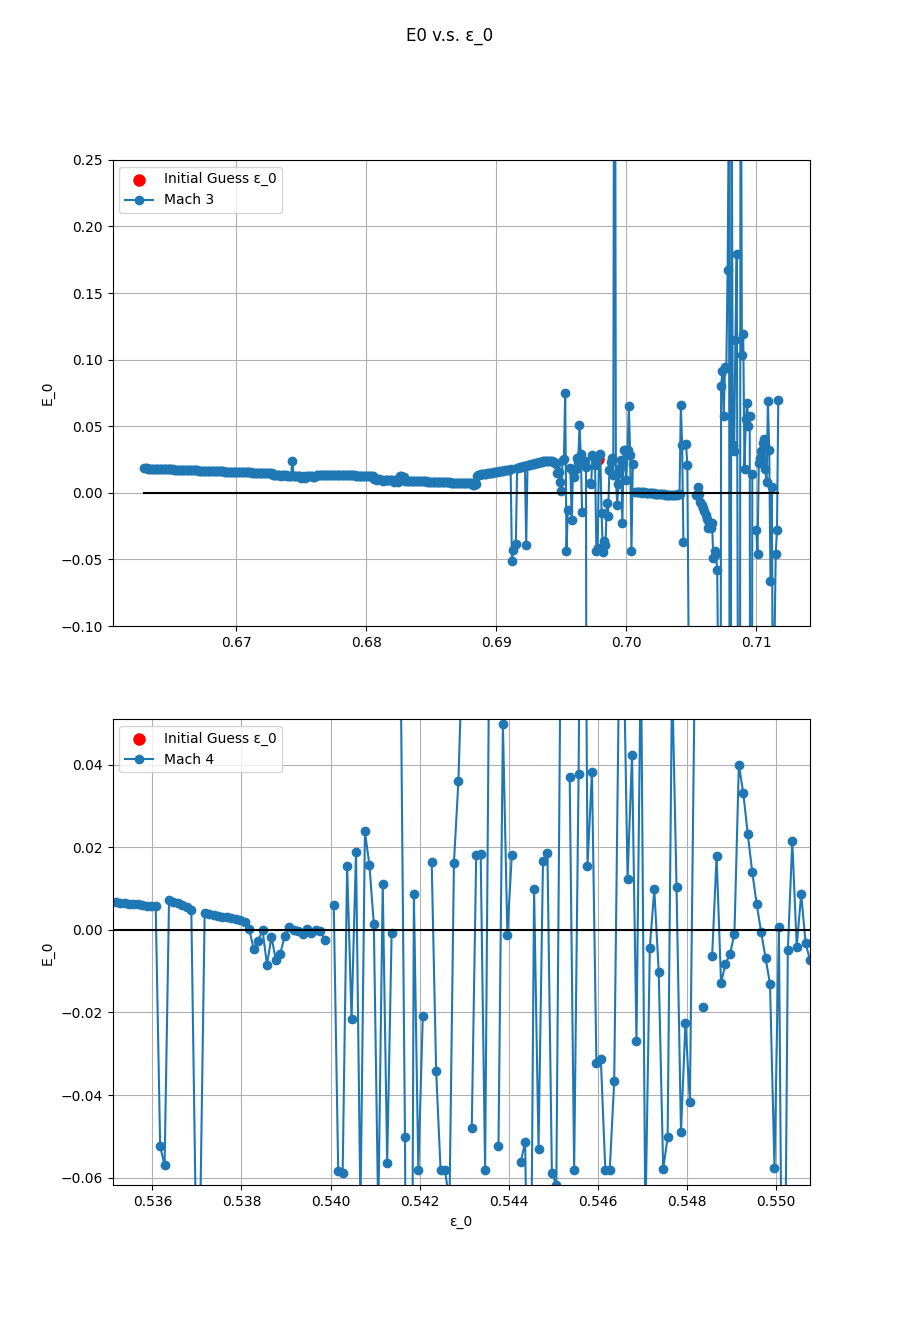 E0 v.s. ε_0
0.25
0.20
0.15
0.10
0.05
0.00
−0.05
−0.10
E_0
Initial Guess ε_0
Mach 3
0.67 0.68 0.69 0.70 0.71
0.04
0.02
0.00
−0.02
−0.04
−0.06
E_0
Initial Guess ε_0
Mach 4
0.536 0.538 0.540 0.542 0.544 0.546 0.548 0.550
ε_0